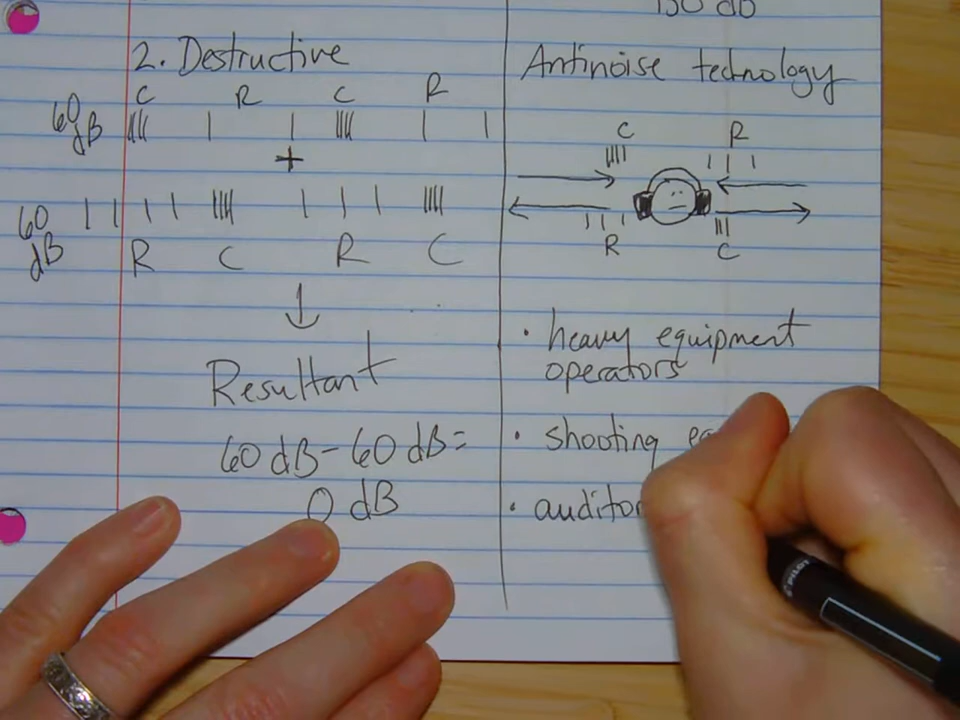 130 dB
2. Destructive
C R C R
60 dB
+
60 dB
R C R C
Resultant
60 dB - 60 dB =
0 dB
Antinoise technology
C R
R C
• heavy equipment
operators
• shooting
•
PILOT